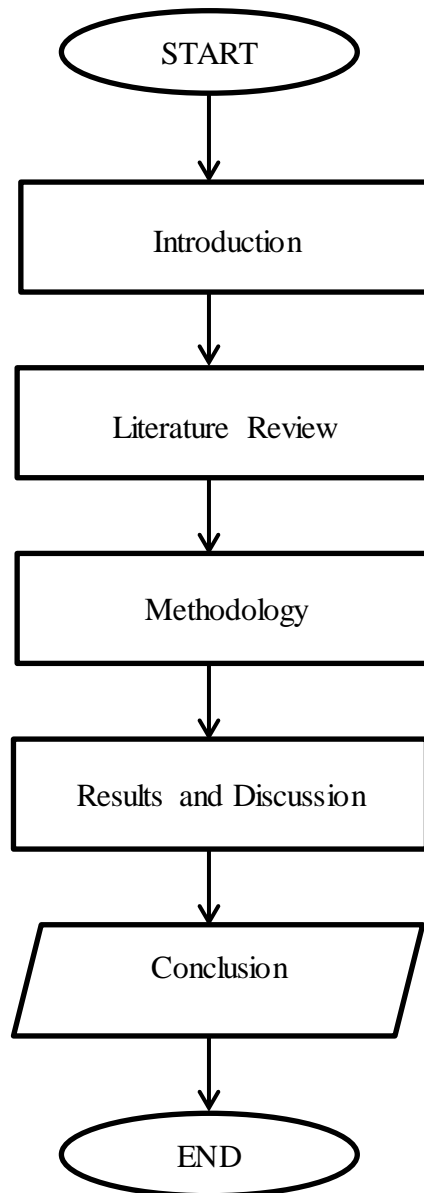 START
Introduction
Literature Review
Methodology
Results and Discussion
Conclusion
END